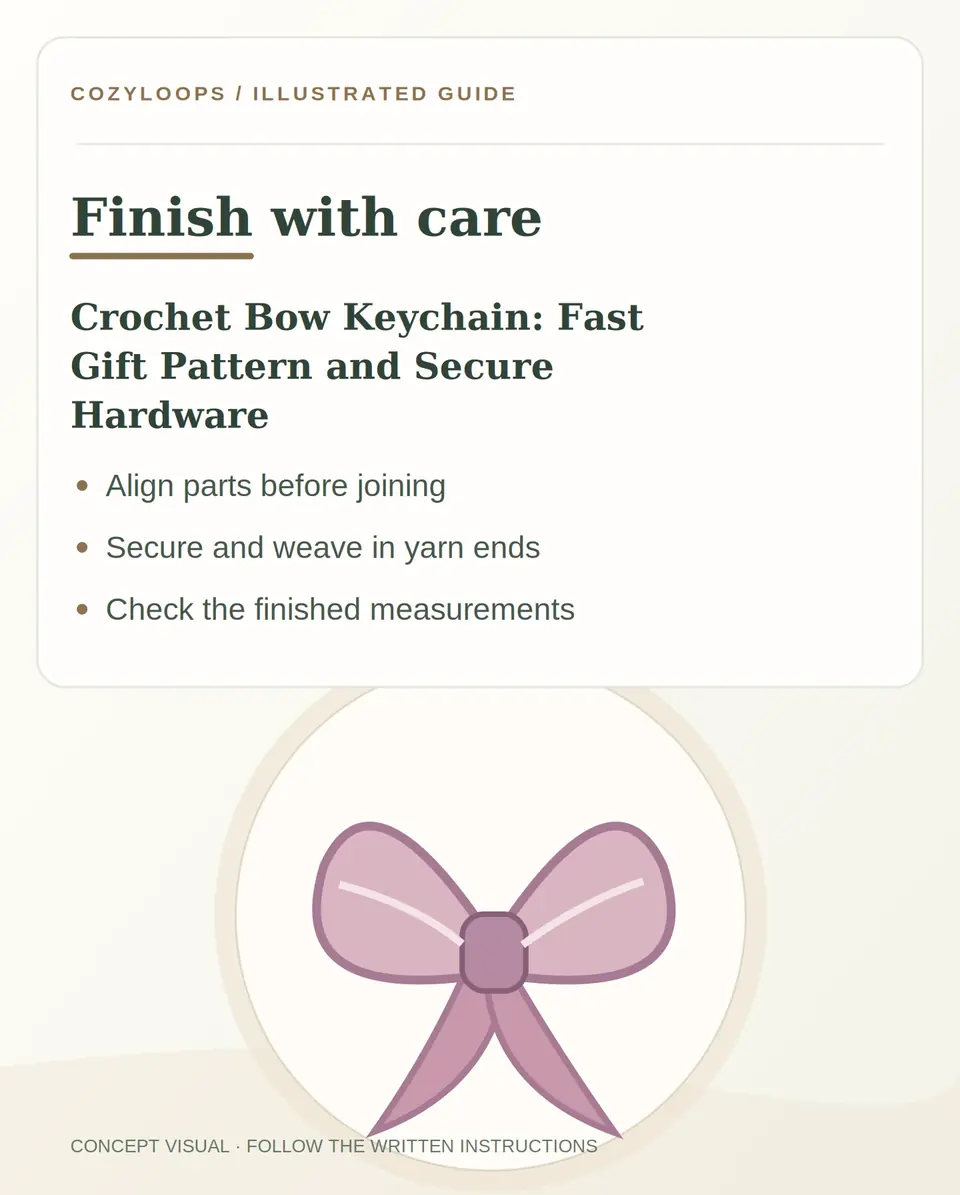 COZYLOOPS / ILLUSTRATED GUIDE
Finish with care
Crochet Bow Keychain: Fast
Gift Pattern and Secure
Hardware
• Align parts before joining
• Secure and weave in yarn ends
• Check the finished measurements
CONCEPT VISUAL · FOLLOW THE WRITTEN INSTRUCTIONS